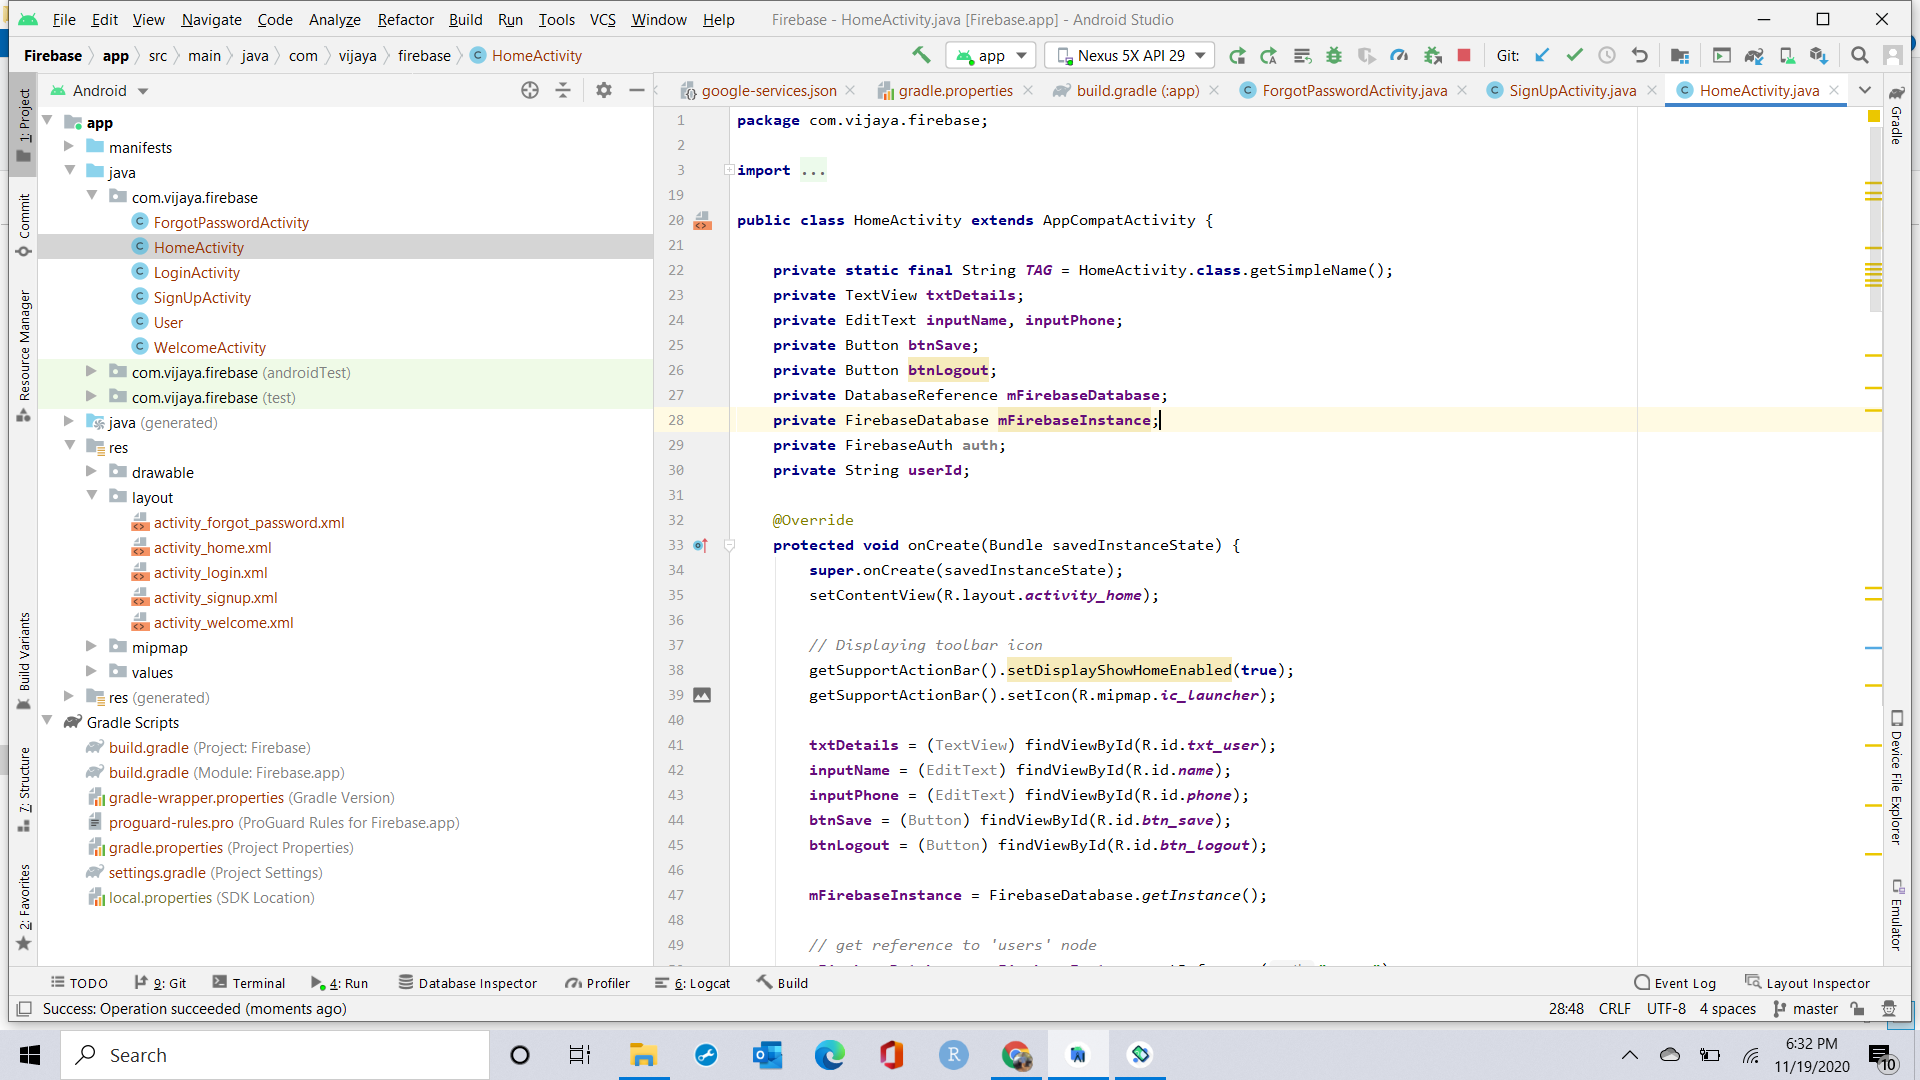 File Edit View Navigate Code Analyze Refactor Build Run Tools VCS Window Help Firebase - HomeActivity.java [Firebase.app] - Android Studio
Firebase app src main java com vijaya firebase C HomeActivity app Nexus 5X API 29 Git:
Android
google-services.json gradle.properties build.gradle (:app) C ForgotPasswordActivity.java C SignUpActivity.java C HomeActivity.java
1: Project
Commit
Resource Manager
Build Variants
7: Structure
2: Favorites
app
manifests
java
com.vijaya.firebase
C ForgotPasswordActivity
C HomeActivity
C LoginActivity
C SignUpActivity
C User
C WelcomeActivity
com.vijaya.firebase (androidTest)
com.vijaya.firebase (test)
java (generated)
res
drawable
layout
activity_forgot_password.xml
activity_home.xml
activity_login.xml
activity_signup.xml
activity_welcome.xml
mipmap
values
res (generated)
Gradle Scripts
build.gradle (Project: Firebase)
build.gradle (Module: Firebase.app)
gradle-wrapper.properties (Gradle Version)
proguard-rules.pro (ProGuard Rules for Firebase.app)
gradle.properties (Project Properties)
settings.gradle (Project Settings)
local.properties (SDK Location)
1 package com.vijaya.firebase;
2
3 import ...
19
20 public class HomeActivity extends AppCompatActivity {
21
22 private static final String TAG = HomeActivity.class.getSimpleName();
23 private TextView txtDetails;
24 private EditText inputName, inputPhone;
25 private Button btnSave;
26 private Button btnLogout;
27 private DatabaseReference mFirebaseDatabase;
28 private FirebaseDatabase mFirebaseInstance;
29 private FirebaseAuth auth;
30 private String userId;
31
32 @Override
33 protected void onCreate(Bundle savedInstanceState) {
34 super.onCreate(savedInstanceState);
35 setContentView(R.layout.activity_home);
36
37 // Displaying toolbar icon
38 getSupportActionBar().setDisplayShowHomeEnabled(true);
39 getSupportActionBar().setIcon(R.mipmap.ic_launcher);
40
41 txtDetails = (TextView) findViewById(R.id.txt_user);
42 inputName = (EditText) findViewById(R.id.name);
43 inputPhone = (EditText) findViewById(R.id.phone);
44 btnSave = (Button) findViewById(R.id.btn_save);
45 btnLogout = (Button) findViewById(R.id.btn_logout);
46
47 mFirebaseInstance = FirebaseDatabase.getInstance();
48
49 // get reference to 'users' node
Gradle
Device File Explorer
Emulator
TODO 9: Git Terminal 4: Run Database Inspector Profiler 6: Logcat Build Event Log Layout Inspector
Success: Operation succeeded (moments ago) 28:48 CRLF UTF-8 4 spaces master
Search
R
6:32 PM
11/19/2020
10